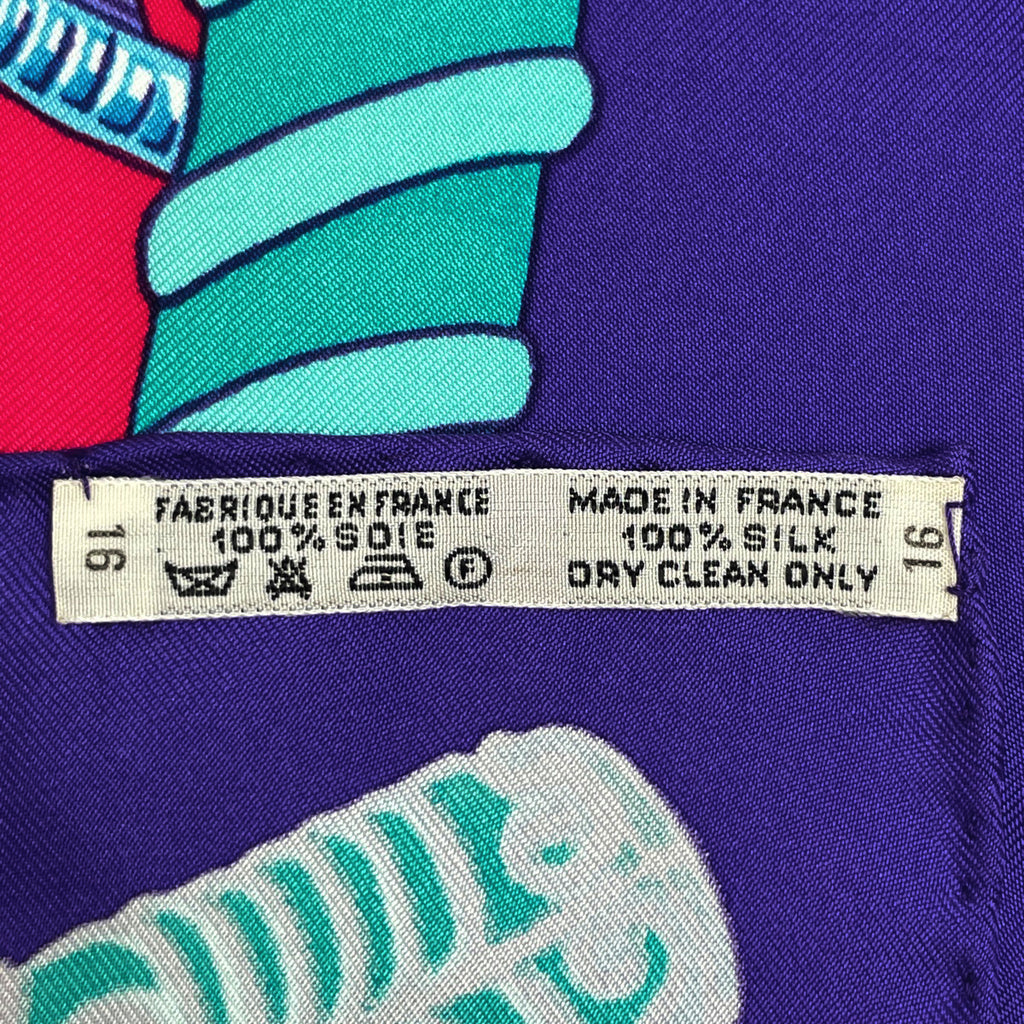 16
FABRIQUE EN FRANCE
100% SOIE
F
MADE IN FRANCE
100% SILK
DRY CLEAN ONLY
16